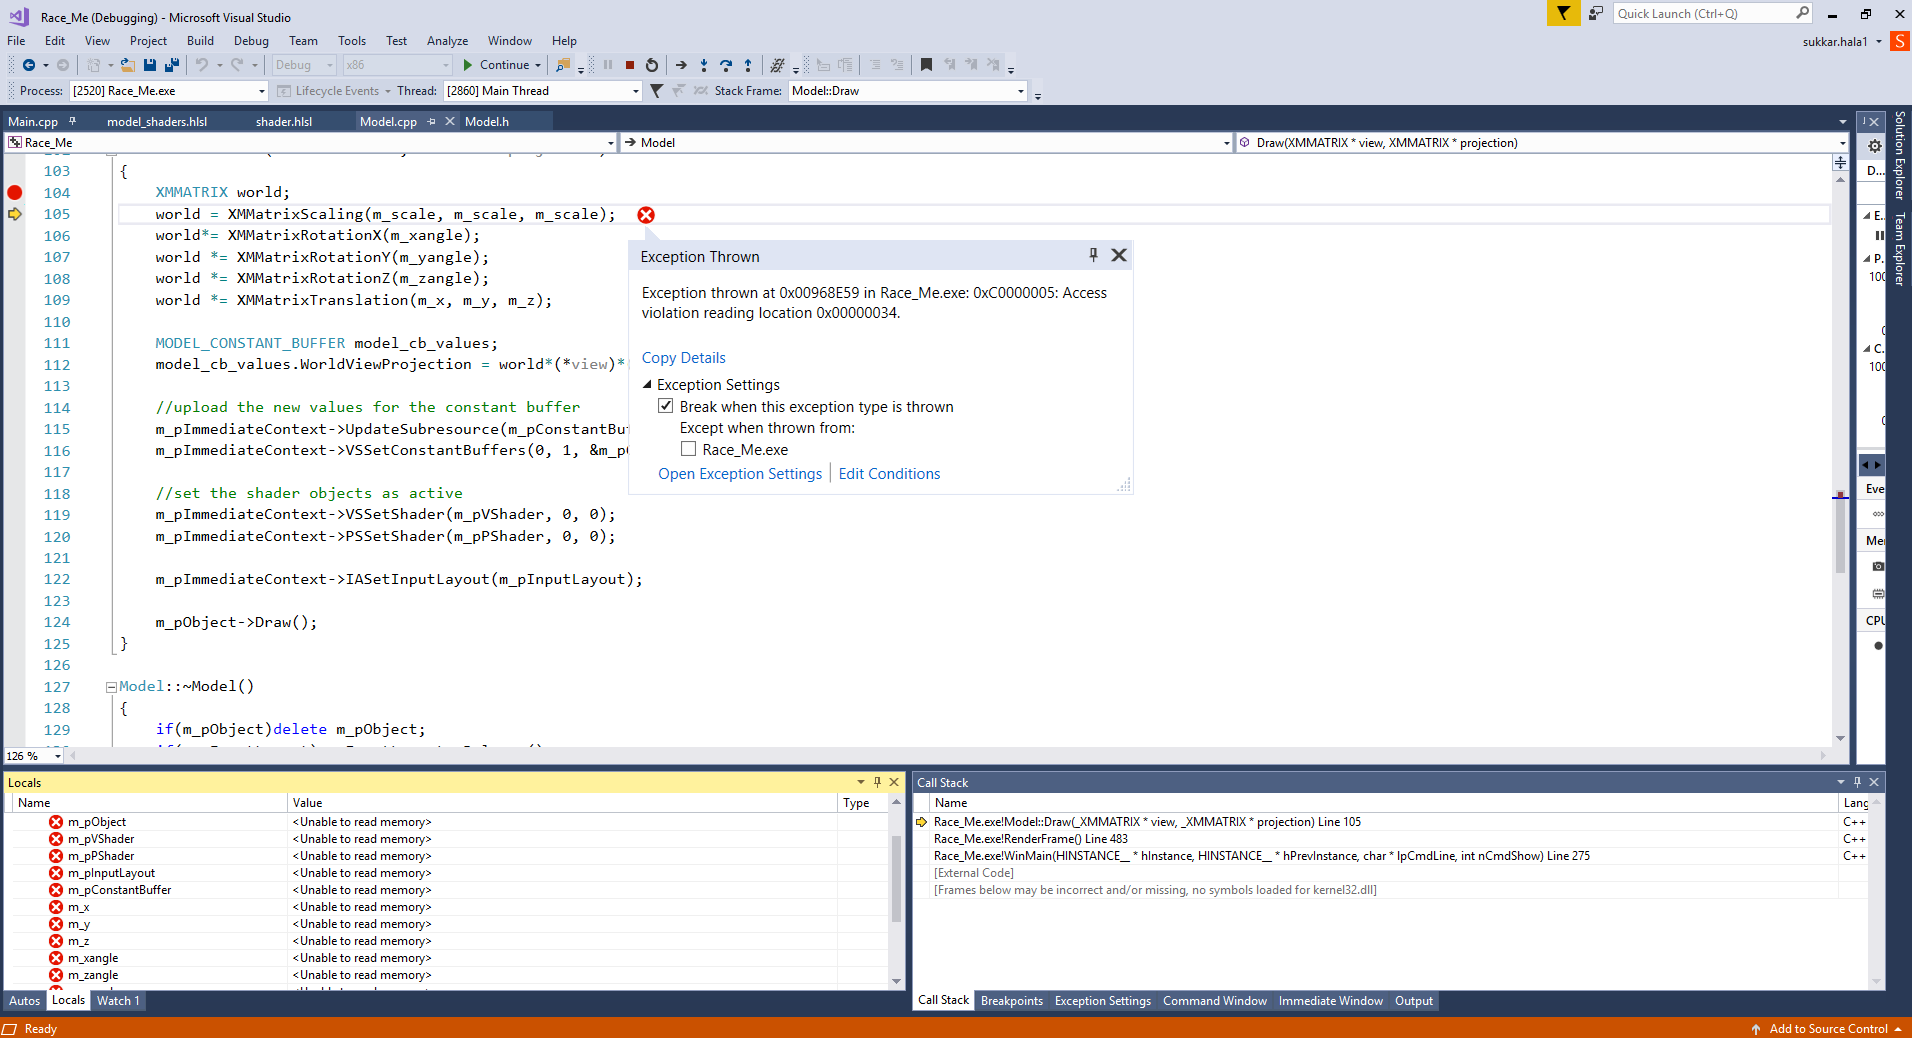 Race_Me (Debugging) - Microsoft Visual Studio
Quick Launch (Ctrl+Q)
File Edit View Project Build Debug Team Tools Test Analyze Window Help
sukkar.hala1 S
Debug x86 Continue
Process: [2520] Race_Me.exe Lifecycle Events Thread: [2860] Main Thread Stack Frame: Model::Draw
Main.cpp model_shaders.hlsl shader.hlsl Model.cpp Model.h
Race_Me Model Draw(XMMATRIX * view, XMMATRIX * projection)
103 {
104 XMMATRIX world;
105 world = XMMatrixScaling(m_scale, m_scale, m_scale);
106 world*= XMMatrixRotationX(m_xangle);
107 world *= XMMatrixRotationY(m_yangle);
108 world *= XMMatrixRotationZ(m_zangle);
109 world *= XMMatrixTranslation(m_x, m_y, m_z);
110
111 MODEL_CONSTANT_BUFFER model_cb_values;
112 model_cb_values.WorldViewProjection = world*(*view)*
113
114 //upload the new values for the constant buffer
115 m_pImmediateContext->UpdateSubresource(m_pConstantBu
116 m_pImmediateContext->VSSetConstantBuffers(0, 1, &m_p
117
118 //set the shader objects as active
119 m_pImmediateContext->VSSetShader(m_pVShader, 0, 0);
120 m_pImmediateContext->PSSetShader(m_pPShader, 0, 0);
121
122 m_pImmediateContext->IASetInputLayout(m_pInputLayout);
123
124 m_pObject->Draw();
125 }
126
127 Model::~Model()
128 {
129 if(m_pObject)delete m_pObject;
Exception Thrown
Exception thrown at 0x00968E59 in Race_Me.exe: 0xC0000005: Access
violation reading location 0x00000034.
Copy Details
Exception Settings
Break when this exception type is thrown
Except when thrown from:
Race_Me.exe
Open Exception Settings Edit Conditions
D...
E..
P.
100
C.
100
Eve
Me
CPU
Solution Explorer
Team Explorer
126 %
Locals
Name Value Type
m_pObject <Unable to read memory>
m_pVShader <Unable to read memory>
m_pPShader <Unable to read memory>
m_pInputLayout <Unable to read memory>
m_pConstantBuffer <Unable to read memory>
m_x <Unable to read memory>
m_y <Unable to read memory>
m_z <Unable to read memory>
m_xangle <Unable to read memory>
m_zangle <Unable to read memory>
Autos Locals Watch 1
Call Stack
Name Lang
Race_Me.exe!Model::Draw(_XMMATRIX * view, _XMMATRIX * projection) Line 105 C++
Race_Me.exe!RenderFrame() Line 483 C++
Race_Me.exe!WinMain(HINSTANCE__ * hInstance, HINSTANCE__ * hPrevInstance, char * lpCmdLine, int nCmdShow) Line 275 C++
[External Code]
[Frames below may be incorrect and/or missing, no symbols loaded for kernel32.dll]
Call Stack Breakpoints Exception Settings Command Window Immediate Window Output
Ready
Add to Source Control